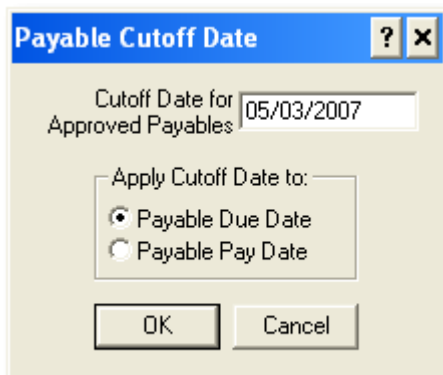 Payable Cutoff Date
Cutoff Date for
Approved Payables
05/03/2007
Apply Cutoff Date to:
Payable Due Date
Payable Pay Date
OK
Cancel